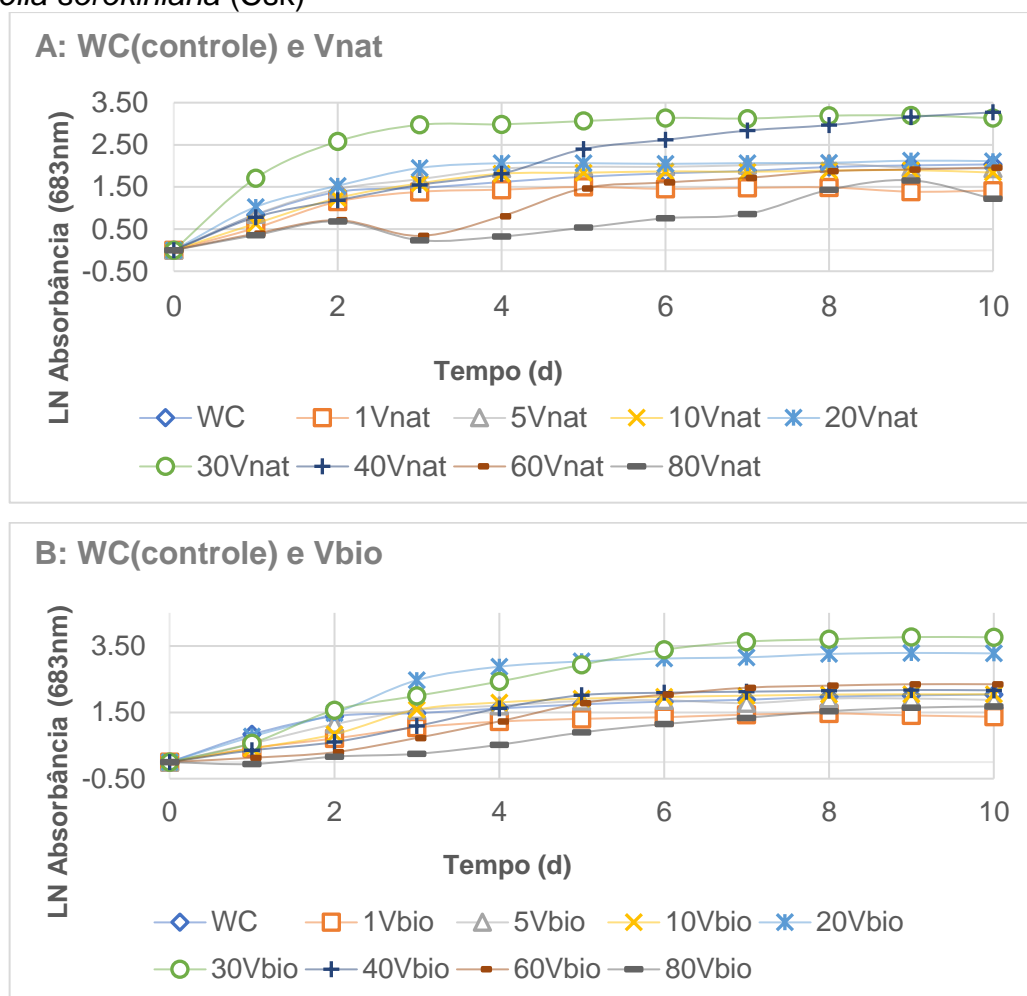 sorokiniana (Csk)
A: WC(controle) e Vnat
LN Absorbância (683nm)
3.50
2.50
1.50
0.50
-0.50
0 2 4 6 8 10
Tempo (d)
WC 1Vnat 5Vnat 10Vnat 20Vnat
30Vnat 40Vnat 60Vnat 80Vnat
B: WC(controle) e Vbio
LN Absorbância (683nm)
3.50
1.50
-0.50
0 2 4 6 8 10
Tempo (d)
WC 1Vbio 5Vbio 10Vbio 20Vbio
30Vbio 40Vbio 60Vbio 80Vbio